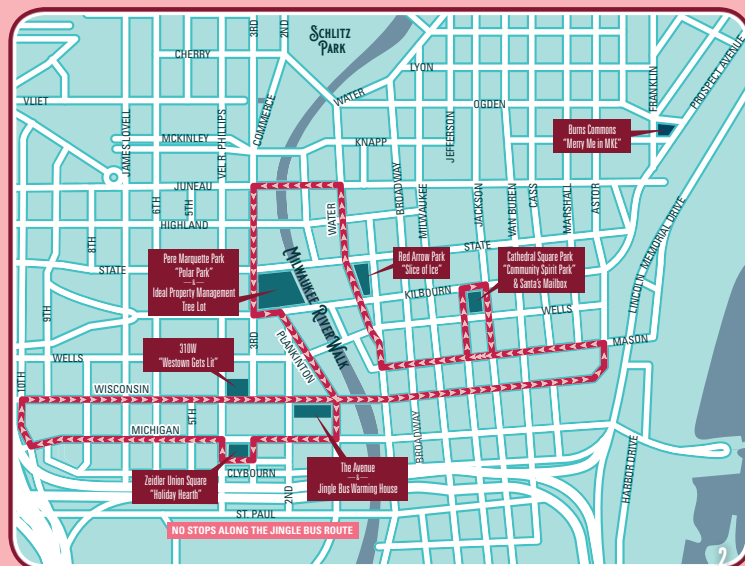 SCHLITZ
PARK
CHERRY
3RD
2ND
LYON
VLIET
WATER
OGDEN
FRANKLIN
PROSPECT AVENUE
JAMES LOVELL
MCKINLEY
VEL R. PHILLIPS
COMMERCE
KNAPP
JEFFERSON
Burns Commons
"Merry Me in MKE"
JUNEAU
6TH
5TH
HIGHLAND
8TH
WATER
BROADWAY
MILWAUKEE
JACKSON
VAN BUREN
CASS
MARSHALL
ASTOR
STATE
STATE
Pere Marquette Park
"Polar Park"
&
Ideal Property Management
Tree Lot
MILWAUKEE RIVERWALK
Red Arrow Park
"Slice of Ice"
Cathedral Square Park
"Community Spirit Park"
& Santa's Mailbox
LINCOLN MEMORIAL DRIVE
KILBOURN
WELLS
9TH
3RD
PLANKINTON
MASON
WELLS
310W
"Westown Gets Lit"
10TH
WISCONSIN
5TH
MICHIGAN
BROADWAY
HARBOR DRIVE
Zeidler Union Square
"Holiday Hearth"
CLYBOURN
2ND
The Avenue
&
Jingle Bus Warming House
ST. PAUL
NO STOPS ALONG THE JINGLE BUS ROUTE
2